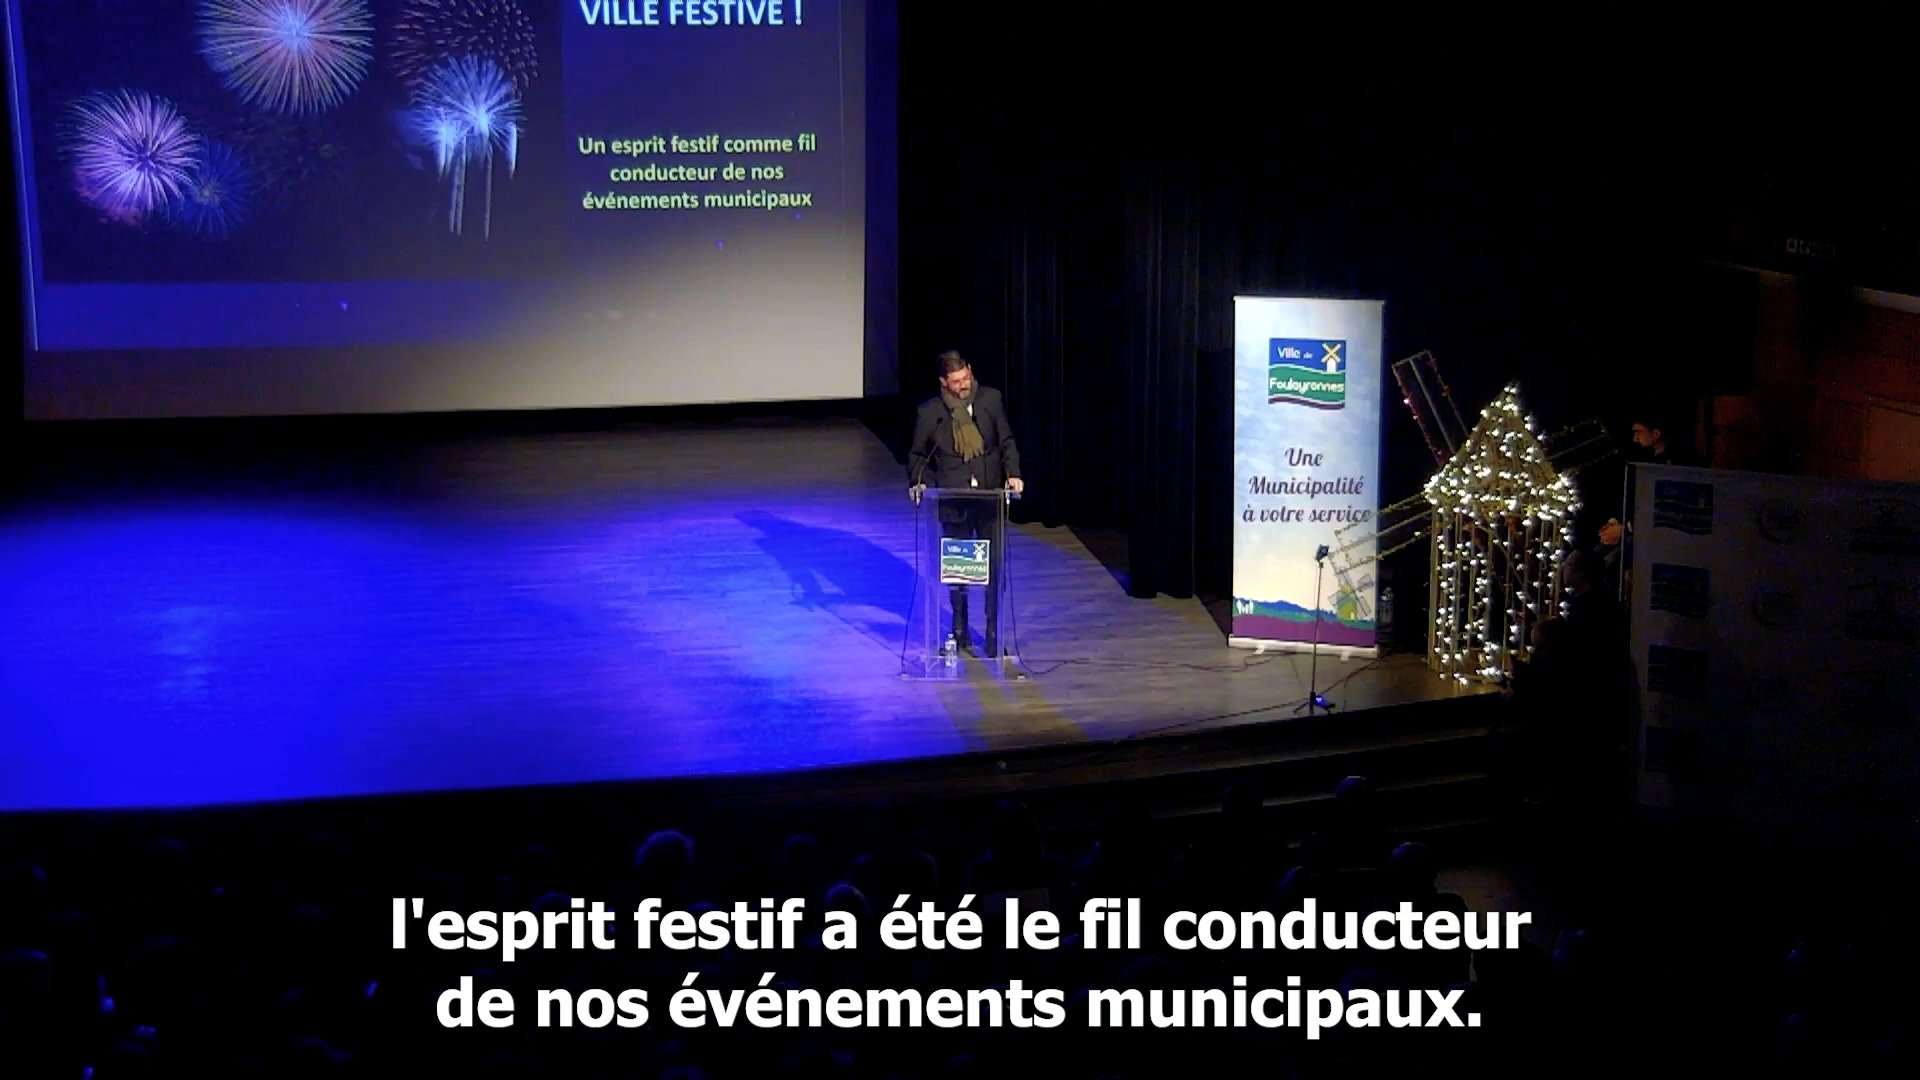 VILLE FESTIVE !
Un esprit festif comme fil
conducteur de nos
événements municipaux
Ville de
Foulayronnes
Une
Municipalité
à votre service
Ville de
Foulayronnes
l'esprit festif a été le fil conducteur
de nos événements municipaux.